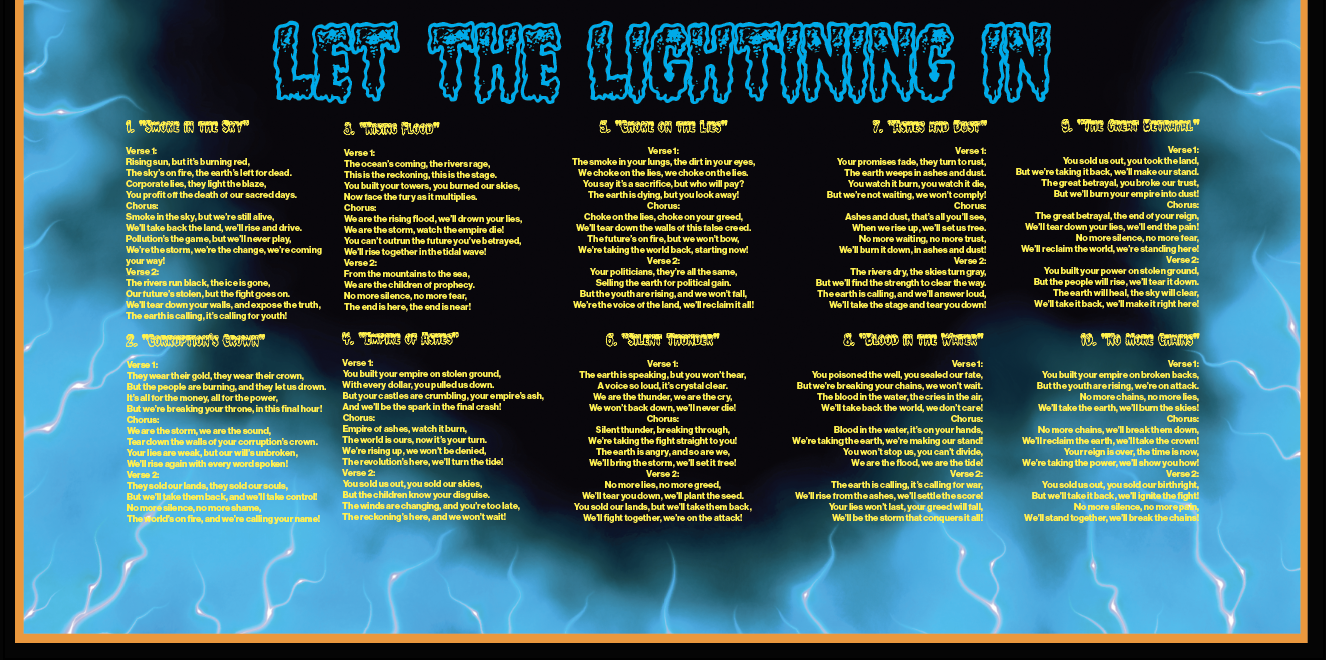 LET THE LIGHTINING IN
1. "Smoke in the Sky"
Verse 1:
Rising sun, but it's burning red,
The sky's on fire, the earth's left for dead.
Corporate lies, they light the blaze,
You profit off the death of our sacred days.
Chorus:
Smoke in the sky, but we're still alive,
We'll take back the land, we'll rise and drive.
Pollution's the game, but we'll never play,
We're the storm, we're the change, we're coming
your way!
Verse 2:
The rivers run black, the ice is gone,
Our future's stolen, but the fight goes on.
We'll tear down your walls, and expose the truth,
The earth is calling, it's calling for youth!
2. "Corruption's Crown"
Verse 1:
They wear their gold, they wear their crown,
But the people are burning, and they let us drown.
It's all for the money, all for the power,
But we're breaking your throne, in this final hour!
Chorus:
We are the storm, we are the sound,
Tear down the walls of your corruption's crown.
Your lies are weak, but our will's unbroken,
We'll rise again with every word spoken!
Verse 2:
They sold our lands, they sold our souls,
But we'll take them back, and we'll take control!
No more silence, no more shame,
The world's on fire, and we're calling your name!
3. "Rising Flood"
Verse 1:
The ocean's coming, the rivers rage,
This is the reckoning, this is the stage.
You built your towers, you burned our skies,
Now face the fury as it multiplies.
Chorus:
We are the rising flood, we'll drown your lies,
We are the storm, watch the empire die!
You can't outrun the future you've betrayed,
We'll rise together in the tidal wave!
Verse 2:
From the mountains to the sea,
We are the children of prophecy.
No more silence, no more fear,
The end is here, the end is near!
4. "Empire of Ashes"
Verse 1:
You built your empire on stolen ground,
With every dollar, you pulled us down.
But your castles are crumbling, your empire's ash,
And we'll be the spark in the final crash!
Chorus:
Empire of ashes, watch it burn,
The world is ours, now it's your turn.
We're rising up, we won't be denied,
The revolution's here, we'll turn the tide!
Verse 2:
You sold us out, you sold our skies,
But the children know your disguise.
The winds are changing, and you're too late,
The reckoning's here, and we won't wait!
5. "Choke on the Lies"
Verse 1:
The smoke in your lungs, the dirt in your eyes,
We choke on the lies, we choke on the lies.
You say it's a sacrifice, but who will pay?
The earth is dying, but you look away!
Chorus:
Choke on the lies, choke on your greed,
We'll tear down the walls of this false creed.
The future's on fire, but we won't bow,
We're taking the world back, starting now!
Verse 2:
Your politicians, they're all the same,
Selling the earth for political gain.
But the youth are rising, and we won't fall,
We're the voice of the land, we'll reclaim it all!
6. "Silent Thunder"
Verse 1:
The earth is speaking, but you won't hear,
A voice so loud, it's crystal clear.
We are the thunder, we are the cry,
We won't back down, we'll never die!
Chorus:
Silent thunder, breaking through,
We're taking the fight straight to you!
The earth is angry, and so are we,
We'll bring the storm, we'll set it free!
Verse 2:
No more lies, no more greed,
We'll tear you down, we'll plant the seed.
You sold our lands, but we'll take them back,
We'll fight together, we're on the attack!
7. "Ashes and Dust"
Verse 1:
Your promises fade, they turn to rust,
The earth weeps in ashes and dust.
You watch it burn, you watch it die,
But we're not waiting, we won't comply!
Chorus:
Ashes and dust, that's all you'll see,
When we rise up, we'll set us free.
No more waiting, no more trust,
We'll burn it down, in ashes and dust!
Verse 2:
The rivers dry, the skies turn gray,
But we'll find the strength to clear the way.
The earth is calling, and we'll answer loud,
We'll take the stage and tear you down!
8. "Blood in the Water"
Verse 1:
You poisoned the well, you sealed our fate,
But we're breaking your chains, we won't wait.
The blood in the water, the cries in the air,
We'll take back the world, we don't care!
Chorus:
Blood in the water, it's on your hands,
We're taking the earth, we're making our stand!
You won't stop us, you can't divide,
We are the flood, we are the tide!
Verse 2:
The earth is calling, it's calling for war,
We'll rise from the ashes, we'll settle the score!
Your lies won't last, your greed will fall,
We'll be the storm that conquers it all!
9. "The Great Betrayal"
Verse 1:
You sold us out, you took the land,
But we're taking it back, we'll make our stand.
The great betrayal, you broke our trust,
But we'll burn your empire into dust!
Chorus:
The great betrayal, the end of your reign,
We'll tear down your lies, we'll end the pain!
No more silence, no more fear,
We'll reclaim the world, we're standing here!
Verse 2:
You built your power on stolen ground,
But the people will rise, we'll tear it down.
The earth will heal, the sky will clear,
We'll take it back, we'll make it right here!
10. "No More Chains"
Verse 1:
You built your empire on broken backs,
But the youth are rising, we're on attack.
No more chains, no more lies,
We'll take the earth, we'll burn the skies!
Chorus:
No more chains, we'll break them down,
We'll reclaim the earth, we'll take the crown!
Your reign is over, the time is now,
We're taking the power, we'll show you how!
Verse 2:
You sold us out, you sold our birthright,
But we'll take it back, we'll ignite the fight!
No more silence, no more pain,
We'll stand together, we'll break the chains!